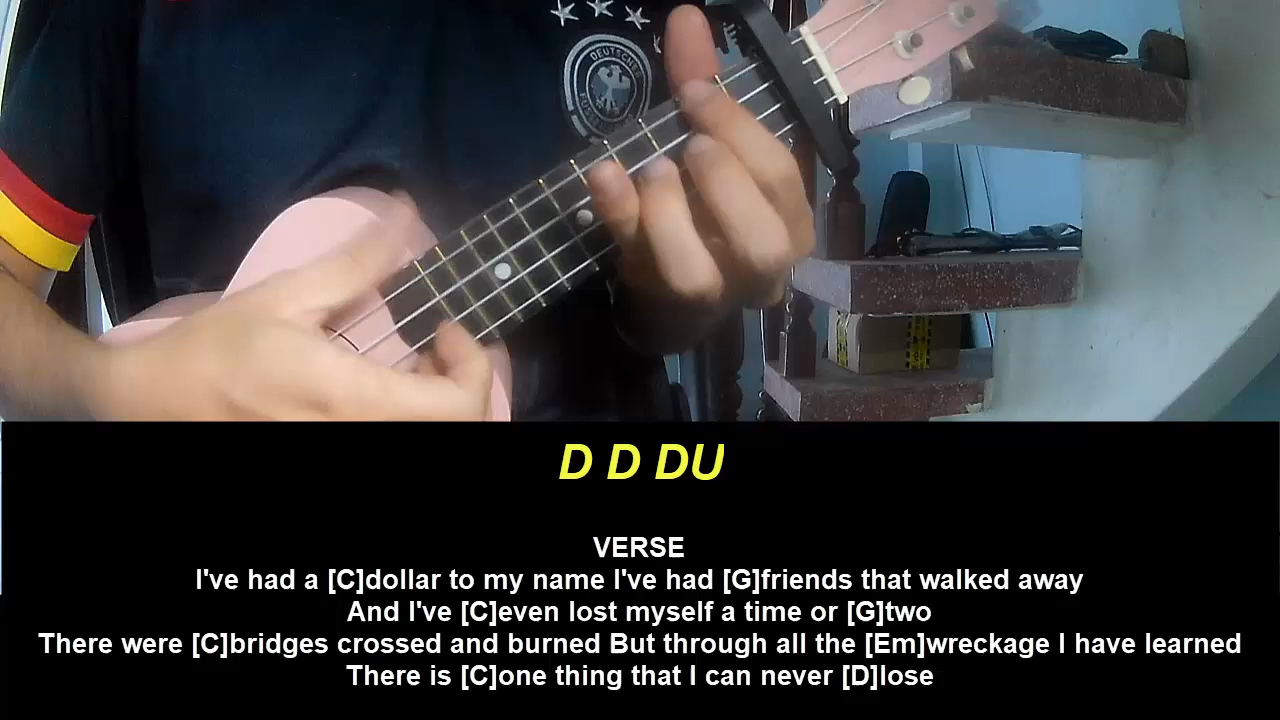 DEUTSCHER
FUSS
D D DU
VERSE
I've had a [C]dollar to my name I've had [G]friends that walked away
And I've [C]even lost myself a time or [G]two
There were [C]bridges crossed and burned But through all the [Em]wreckage I have learned
There is [C]one thing that I can never [D]lose